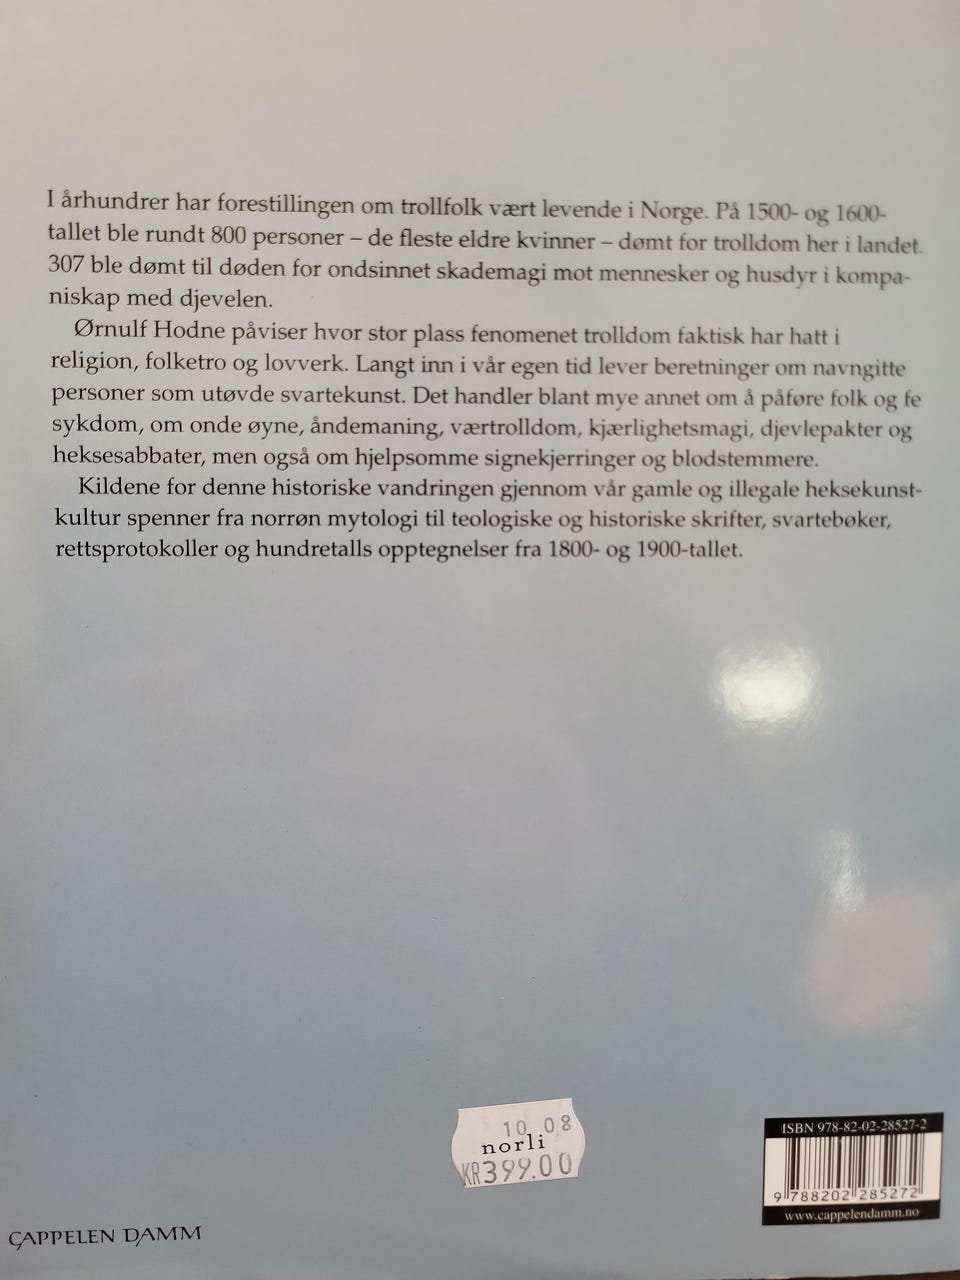 I århundrer har forestillingen om trollfolk vært levende i Norge. På 1500- og 1600-
tallet ble rundt 800 personer – de fleste eldre kvinner – dømt for trolldom her i landet.
307 ble dømt til døden for ondsinnet skademagi mot mennesker og husdyr i kompa-
niskap med djevelen.
Ørnulf Hodne påviser hvor stor plass fenomenet trolldom faktisk har hatt i
religion, folketro og lovverk. Langt inn i vår egen tid lever beretninger om navngitte
personer som utøvde svartekunst. Det handler blant mye annet om å påføre folk og fe
sykdom, om onde øyne, åndemaning, værtrolldom, kjærlighetsmagi, djevlepakter og
heksesabbater, men også om hjelpsomme signekjerringer og blodstemmere.
Kildene for denne historiske vandringen gjennom vår gamle og illegale heksekunst-
kultur spenner fra norrøn mytologi til teologiske og historiske skrifter, svartebøker,
rettsprotokoller og hundretalls opptegnelser fra 1800- og 1900-tallet.
10 08
norli
KR399.00
ISBN 978-82-02-28527-2
9 788202 285272
www.cappelendamm.no
CAPPELEN DAMM